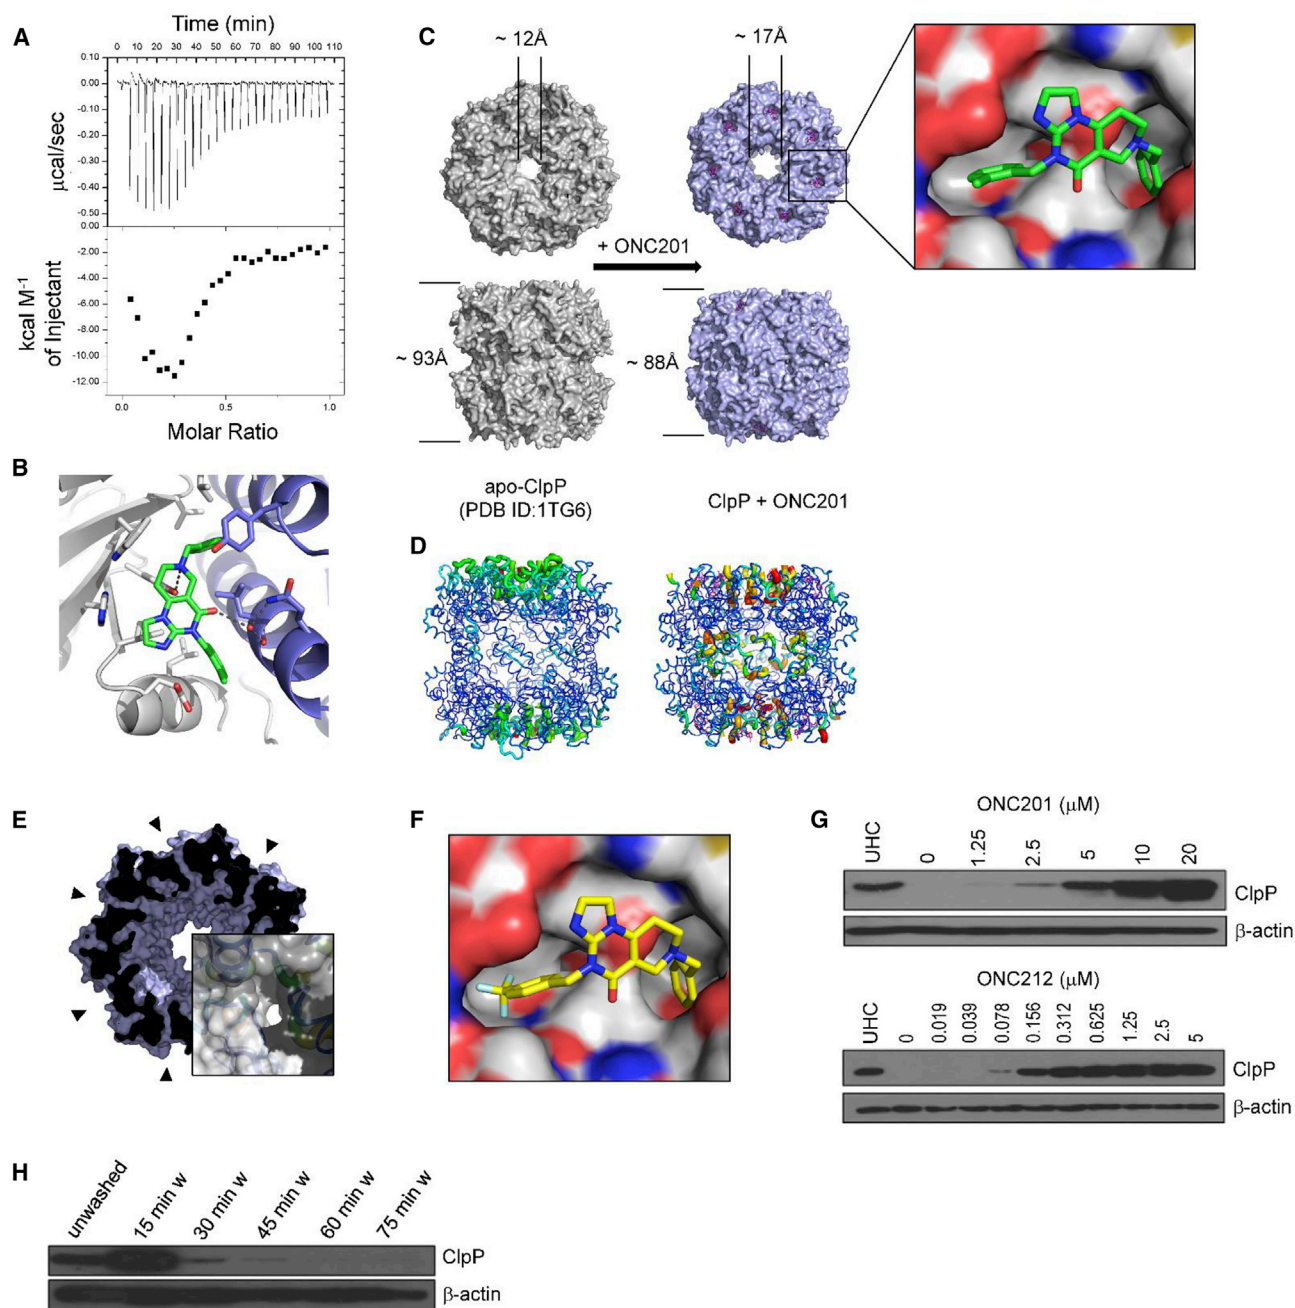 A
Time (min)
0 10 20 30 40 50 60 70 80 90 100 110
0.10
0.00
-0.10
-0.20
-0.30
-0.40
-0.50
μcal/sec
0.00
-2.00
-4.00
-6.00
-8.00
-10.00
-12.00
kcal M⁻¹
of Injectant
0.0 0.5 1.0
Molar Ratio
B
C
~ 12Å
~ 17Å
+ ONC201
~ 93Å
~ 88Å
apo-ClpP
(PDB ID:1TG6)
ClpP + ONC201
D
E
F
G
ONC201 (μM)
UHC 0 1.25 2.5 5 10 20
ClpP
β-actin
ONC212 (μM)
UHC 0 0.019 0.039 0.078 0.156 0.312 0.625 1.25 2.5 5
ClpP
β-actin
H
unwashed 15 min w 30 min w 45 min w 60 min w 75 min w
ClpP
β-actin